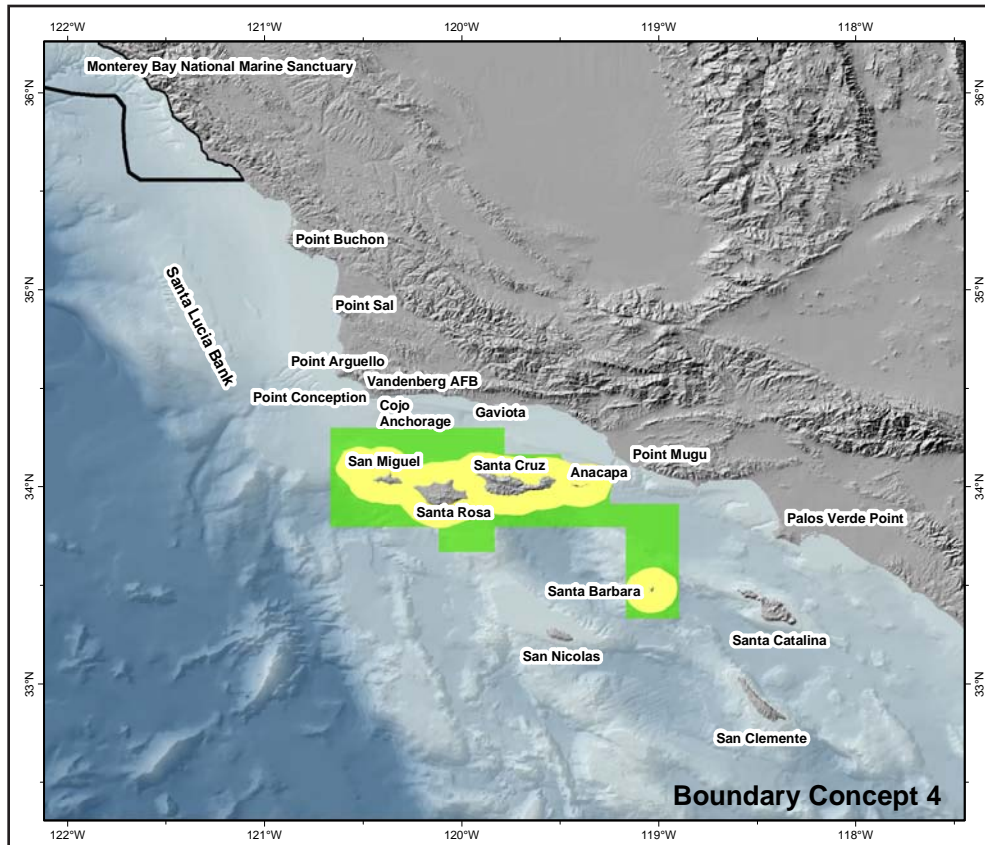 122°W 121°W 120°W 119°W 118°W
36°N 36°N
Monterey Bay National Marine Sanctuary
Point Buchon
35°N 35°N
Santa Lucia Bank
Point Sal
Point Arguello
Vandenberg AFB
Point Conception
Cojo
Anchorage
Gaviota
Point Mugu
San Miguel
Santa Cruz
Anacapa
34°N 34°N
Santa Rosa
Palos Verde Point
Santa Barbara
Santa Catalina
San Nicolas
33°N 33°N
San Clemente
Boundary Concept 4
122°W 121°W 120°W 119°W 118°W